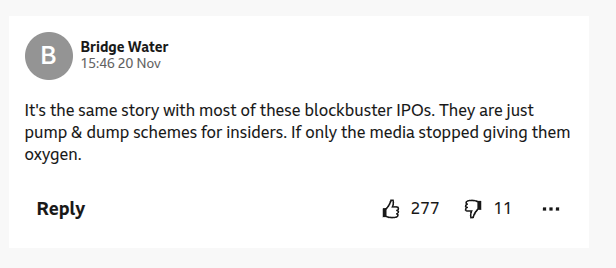 B
Bridge Water
15:46 20 Nov
It's the same story with most of these blockbuster IPOs. They are just
pump & dump schemes for insiders. If only the media stopped giving them
oxygen.
Reply 277 11 ...